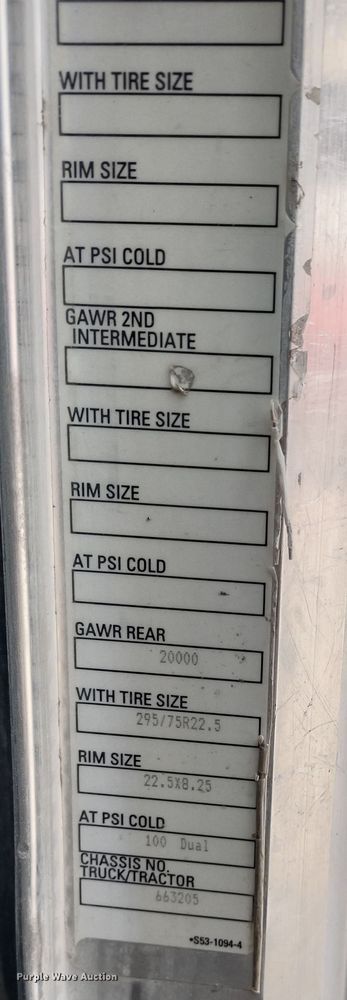 WITH TIRE SIZE
RIM SIZE
AT PSI COLD
GAWR 2ND
INTERMEDIATE
WITH TIRE SIZE
RIM SIZE
AT PSI COLD
GAWR REAR
20000
WITH TIRE SIZE
295/75R22.5
RIM SIZE
22.5X8.25
AT PSI COLD
100 Dual
CHASSIS NO.
TRUCK/TRACTOR
663205
*S53-1094-4
Purple Wave Auction